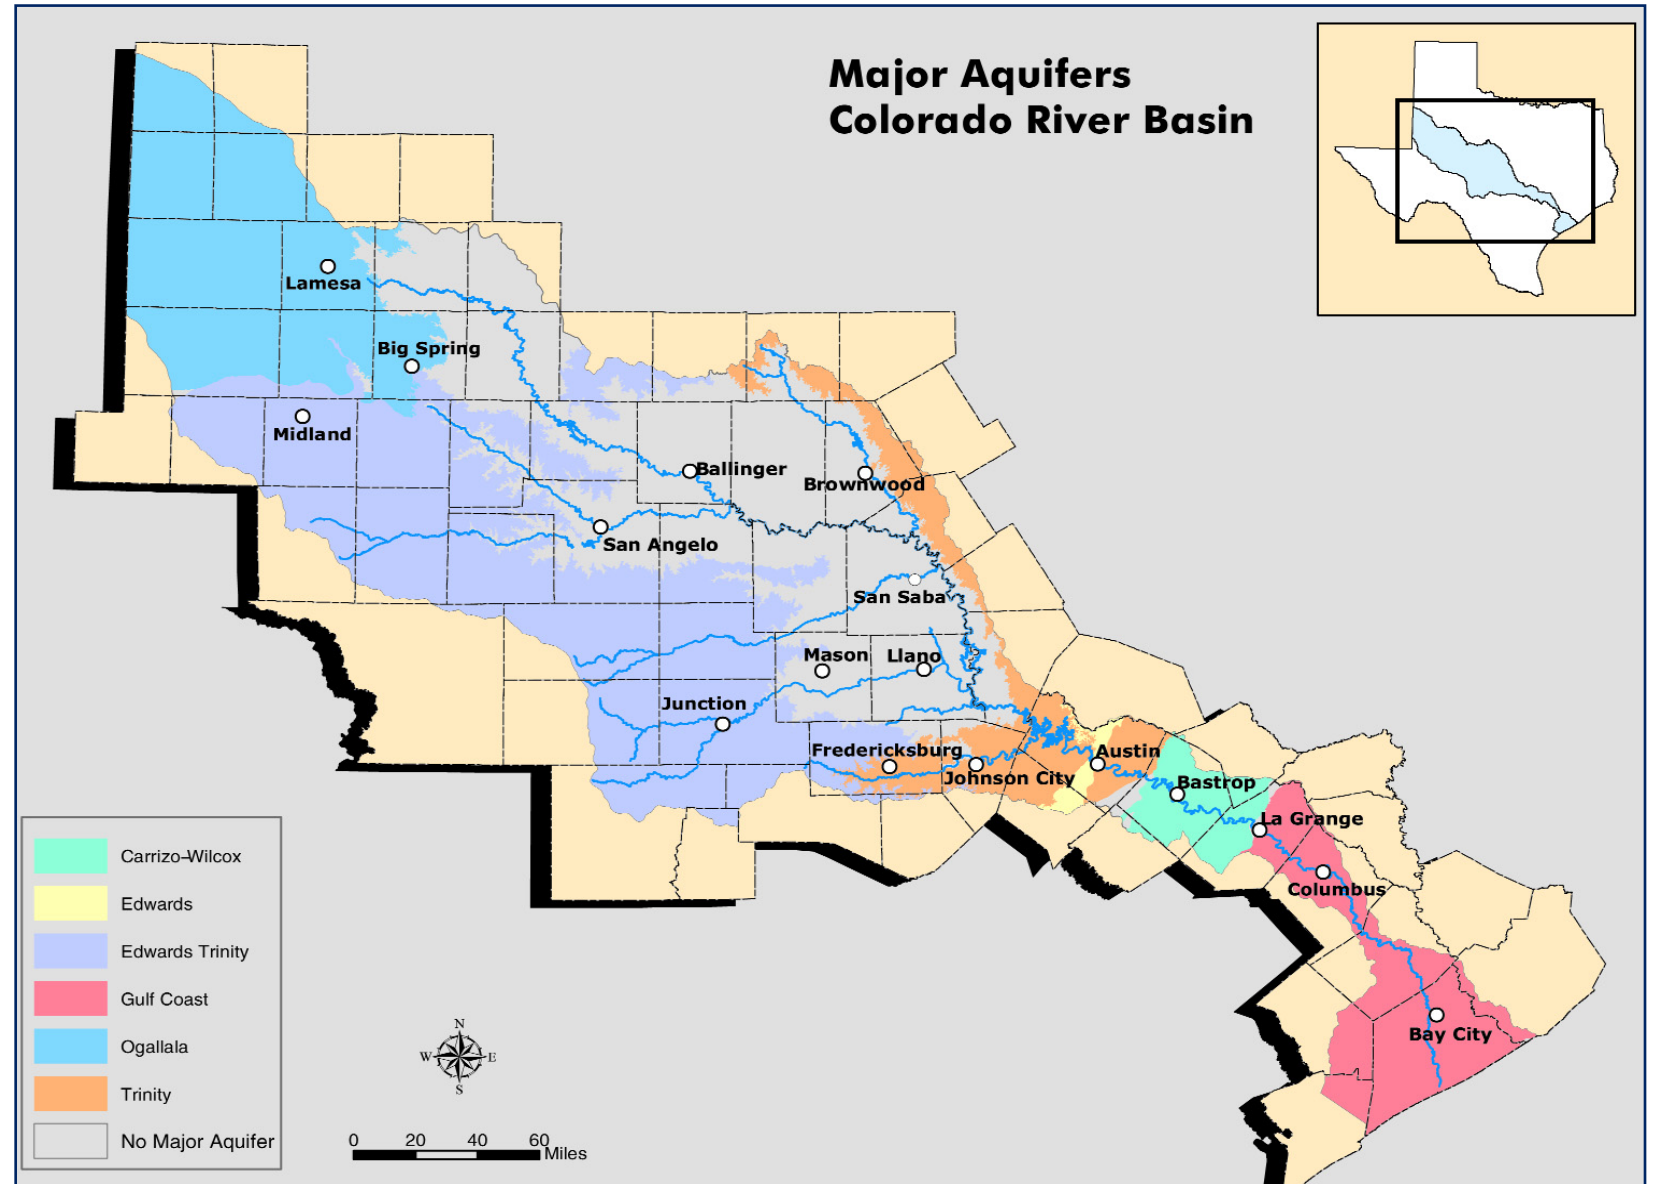 Major Aquifers
Colorado River Basin
Lamesa
Big Spring
Midland
Ballinger
Brownwood
San Angelo
San Saba
Mason
Llano
Junction
Fredericksburg
Johnson City
Austin
Bastrop
La Grange
Columbus
Bay City
Carrizo-Wilcox
Edwards
Edwards Trinity
Gulf Coast
Ogallala
Trinity
No Major Aquifer
N
W
E
S
0 20 40 60
Miles